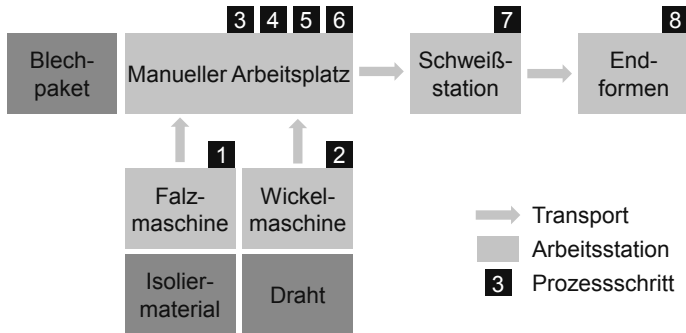 3 4 5 6 7 8
Blech-
paket
Manueller Arbeitsplatz
Schweiß-
station
End-
formen
1 2
Falz-
maschine
Wickel-
maschine
Isolier-
material
Draht
Transport
Arbeitsstation
3 Prozessschritt